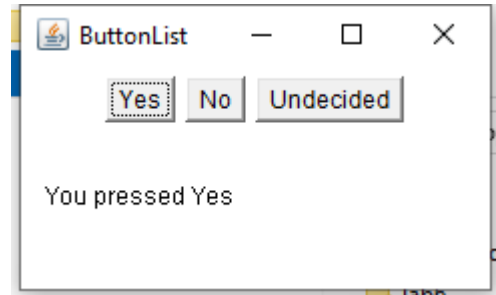 ButtonList
Yes No Undecided
You pressed Yes